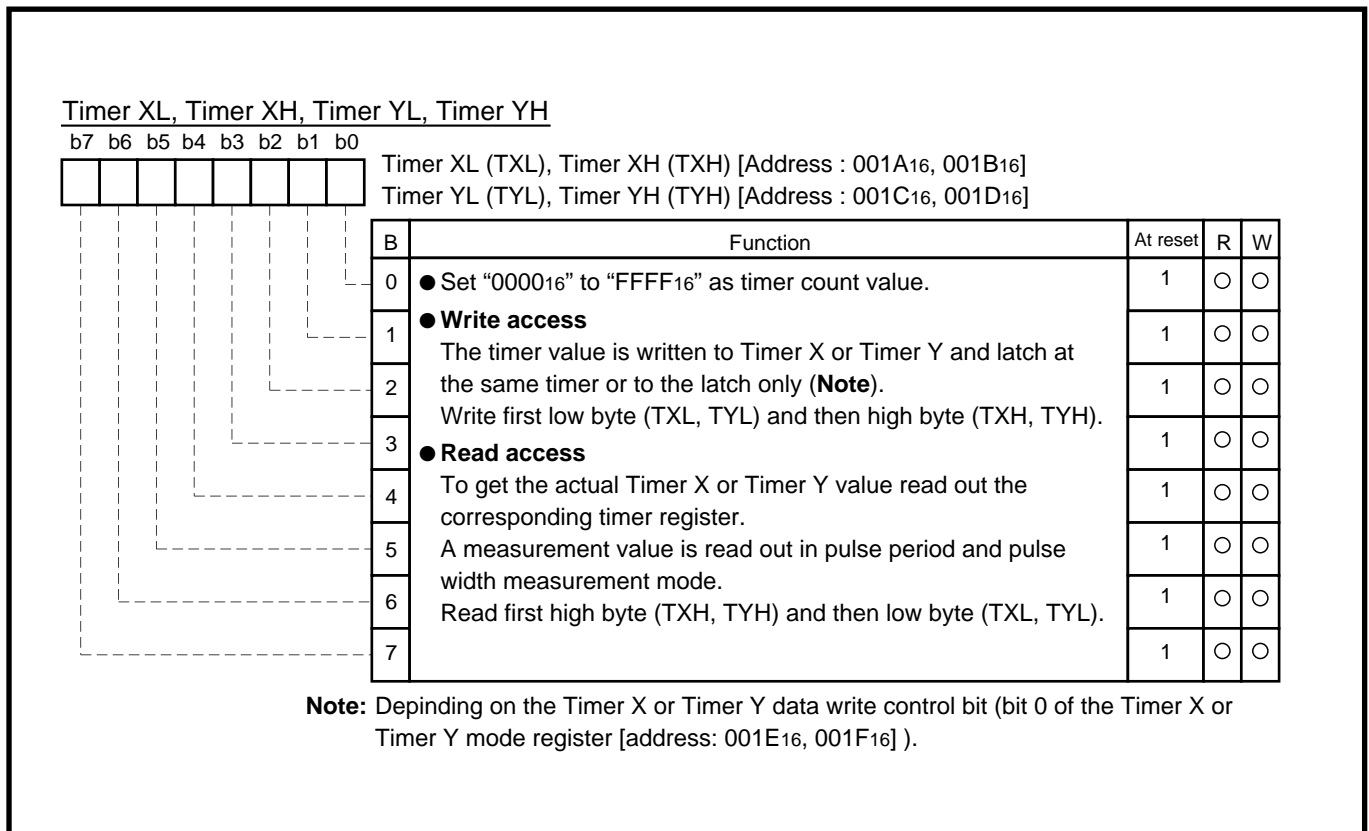 Timer XL, Timer XH, Timer YL, Timer YH
b7 b6 b5 b4 b3 b2 b1 b0
Timer XL (TXL), Timer XH (TXH) [Address : 001A16, 001B16]
Timer YL (TYL), Timer YH (TYH) [Address : 001C16, 001D16]
B Function At reset R W
0 ● Set “000016” to “FFFF16” as timer count value. 1 ○ ○
● Write access
1 1 ○ ○
The timer value is written to Timer X or Timer Y and latch at
2 the same timer or to the latch only (Note). 1 ○ ○
Write first low byte (TXL, TYL) and then high byte (TXH, TYH).
3 ● Read access 1 ○ ○
4 To get the actual Timer X or Timer Y value read out the 1 ○ ○
corresponding timer register.
5 A measurement value is read out in pulse period and pulse 1 ○ ○
width measurement mode.
6 Read first high byte (TXH, TYH) and then low byte (TXL, TYL). 1 ○ ○
7 1 ○ ○
Note: Depinding on the Timer X or Timer Y data write control bit (bit 0 of the Timer X or
Timer Y mode register [address: 001E16, 001F16] ).